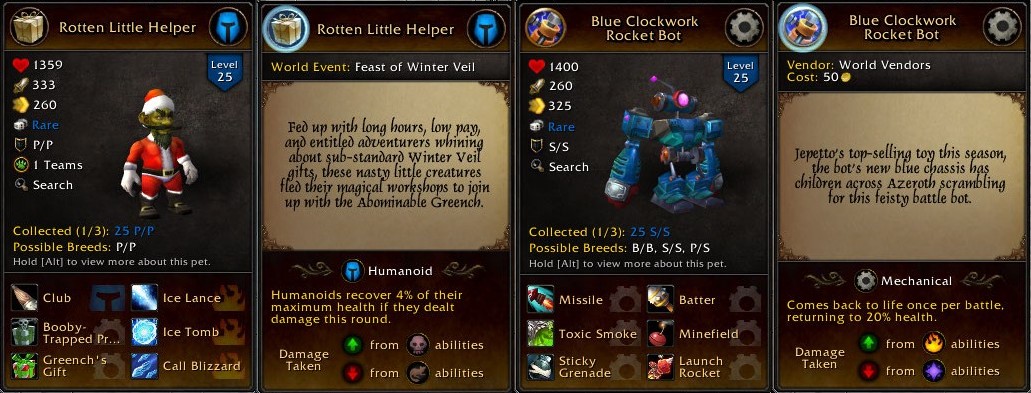 Rotten Little Helper
Level
25
1359
333
260
Rare
P/P
1 Teams
Search
Collected (1/3): 25 P/P
Possible Breeds: P/P
Hold [Alt] to view more about this pet.
Club
Ice Lance
Booby-
Trapped Pr...
Ice Tomb
Greench's
Gift
Call Blizzard
Rotten Little Helper
World Event: Feast of Winter Veil
Fed up with long hours, low pay,
and entitled adventurers whining
about sub-standard Winter Veil
gifts, these nasty little creatures
fled their magical workshops to join
up with the Abominable Greench.
Humanoid
Humanoids recover 4% of their
maximum health if they dealt
damage this round.
Damage
Taken
from abilities
from abilities
Blue Clockwork
Rocket Bot
Level
25
1400
260
325
Rare
S/S
Search
Collected (1/3): 25 S/S
Possible Breeds: B/B, S/S, P/S
Hold [Alt] to view more about this pet.
Missile
Batter
Toxic Smoke
Minefield
Sticky
Grenade
Launch
Rocket
Blue Clockwork
Rocket Bot
Vendor: World Vendors
Cost: 50
Jepetto's top-selling toy this season,
the bot's new blue chassis has
children across Azeroth scrambling
for this feisty battle bot.
Mechanical
Comes back to life once per battle,
returning to 20% health.
Damage
Taken
from abilities
from abilities